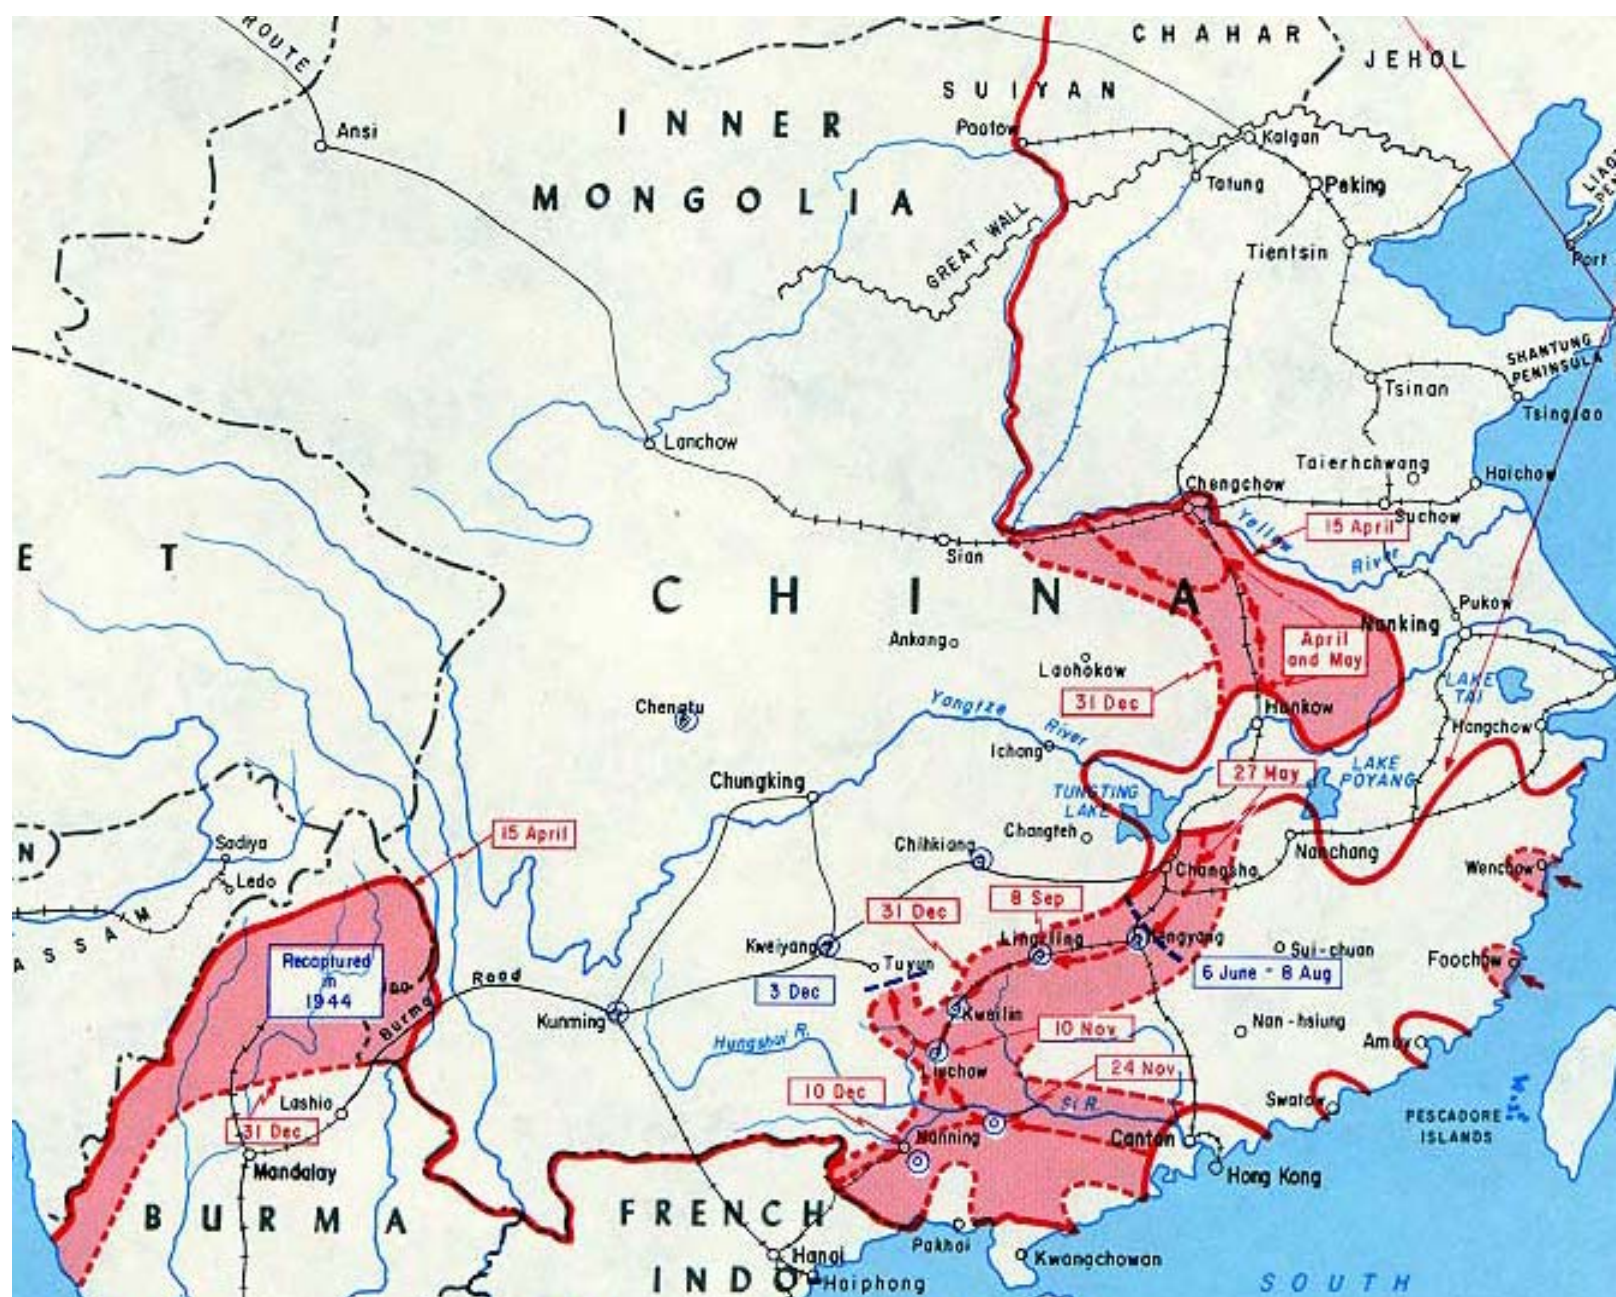 ROUTE
CHAHAR
JEHOL
SUIYAN
Ansi
INNER
MONGOLIA
Paotow
Kalgan
Tatung
Peking
GREAT WALL
Tientsin
Port
SHANTUNG
PENINSULA
Tsinan
Tsingtao
Lanchow
Taierhchwang
Haichow
Chengchow
Suchow
Yellow
River
15 April
Sian
E T
CHINA
Pukow
Nanking
April
and May
Ankang
Laohokow
31 Dec
LAKE
TAI
Chengtu
Yangtze
River
Hankow
Hangchow
Ichang
27 May
LAKE
POYANG
Chungking
TUNGTING
LAKE
Changteh
15 April
N)
Sadiya
Ledo
Chihkiang
Changsha
Nanchang
Wenchow
ASSAM
8 Sep
31 Dec
Lingling
Hengyang
Sui-chuan
Foochow
Recaptured
in
1944
Kweiyang
Tuyun
Burma Road
3 Dec
6 June - 8 Aug
Kunming
Kweilin
10 Nov
Nan-hsiung
Amoy
Hungshui R.
Liuchow
24 Nov
10 Dec
Lashio
31 Dec
Si R.
Swatow
PESCADORE
ISLANDS
Mandalay
Nanning
Canton
Hong Kong
BURMA
FRENCH
INDO
Pakhoi
Hanoi
Haiphong
Kwangchowan
SOUTH